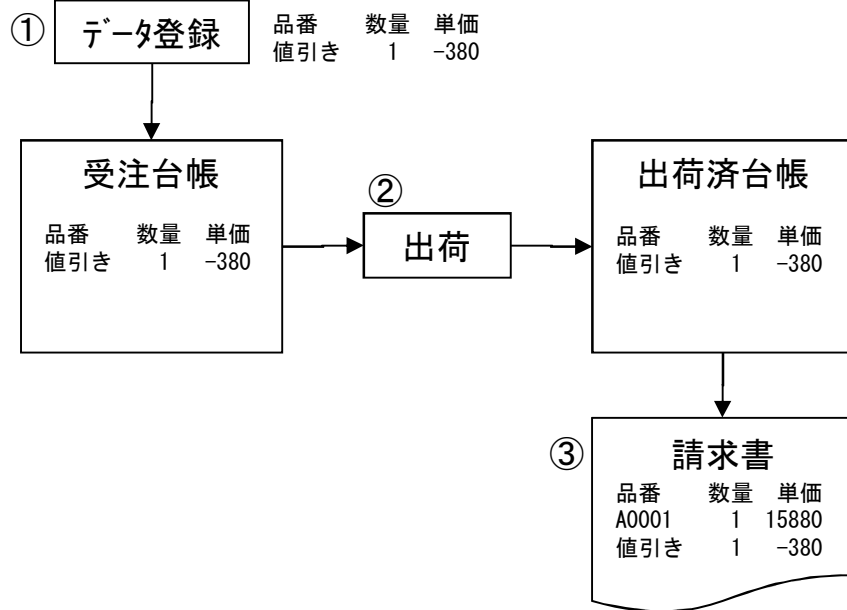 ① ﾃﾞｰﾀ登録
品番 数量 単価
値引き 1 -380
受注台帳
品番 数量 単価
値引き 1 -380
②
出荷
出荷済台帳
品番 数量 単価
値引き 1 -380
③
請求書
品番 数量 単価
A0001 1 15880
値引き 1 -380